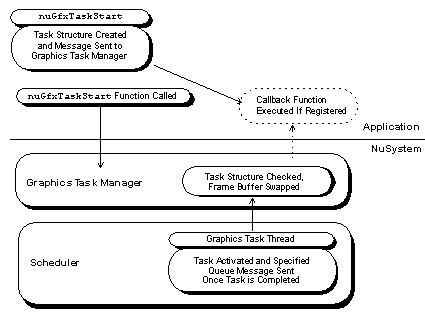 nuGfxTaskStart
Task Structure Created
and Message Sent to
Graphics Task Manager
nuGfxTaskStart Function Called
Callback Function
Executed If Registered
Application
NuSystem
Graphics Task Manager
Task Structure Checked,
Frame Buffer Swapped
Graphics Task Thread
Scheduler
Task Activated and Specified
Queue Message Sent
Once Task is Completed